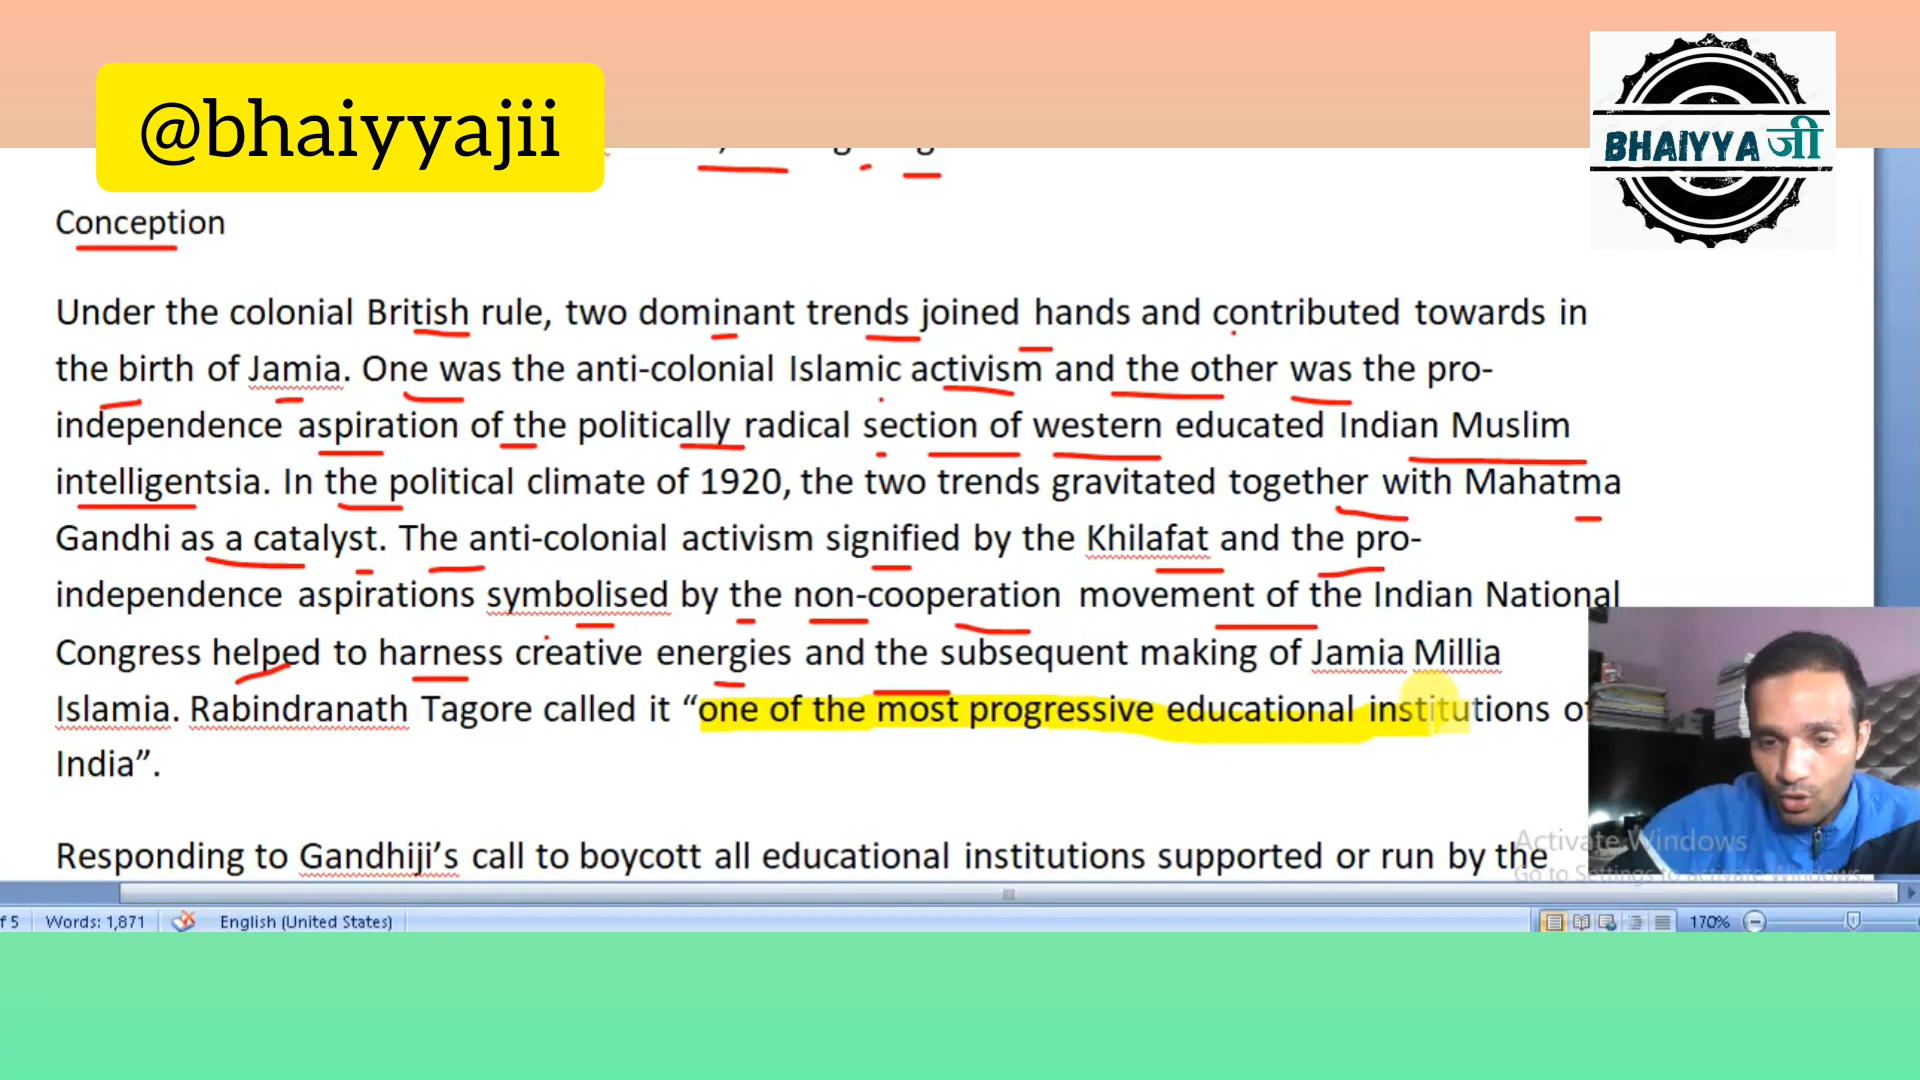 @bhaiyyajii
BHAIYYA जी
Conception
Under the colonial British rule, two dominant trends joined hands and contributed towards in
the birth of Jamia. One was the anti-colonial Islamic activism and the other was the pro-
independence aspiration of the politically radical section of western educated Indian Muslim
intelligentsia. In the political climate of 1920, the two trends gravitated together with Mahatma
Gandhi as a catalyst. The anti-colonial activism signified by the Khilafat and the pro-
independence aspirations symbolised by the non-cooperation movement of the Indian National
Congress helped to harness creative energies and the subsequent making of Jamia Millia
Islamia. Rabindranath Tagore called it “one of the most progressive educational institutions of
India”.
Responding to Gandhiji’s call to boycott all educational institutions supported or run by the
Activate Windows
Go to Settings to activate Windows.
f 5 Words: 1,871 English (United States) 170%